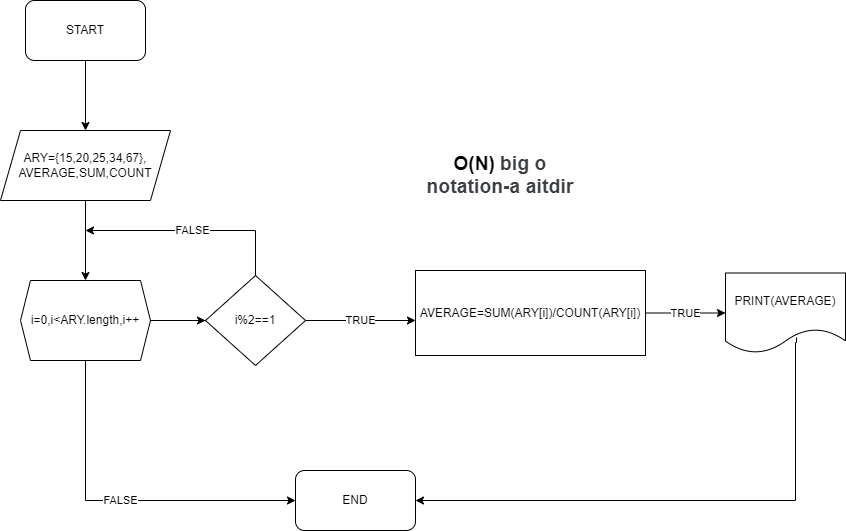 START
ARY={15,20,25,34,67},
AVERAGE,SUM,COUNT
O(N) big o
notation-a aitdir
FALSE
i=0,i<ARY.length,i++
i%2==1
TRUE
AVERAGE=SUM(ARY[i])/COUNT(ARY[i])
TRUE
PRINT(AVERAGE)
FALSE
END